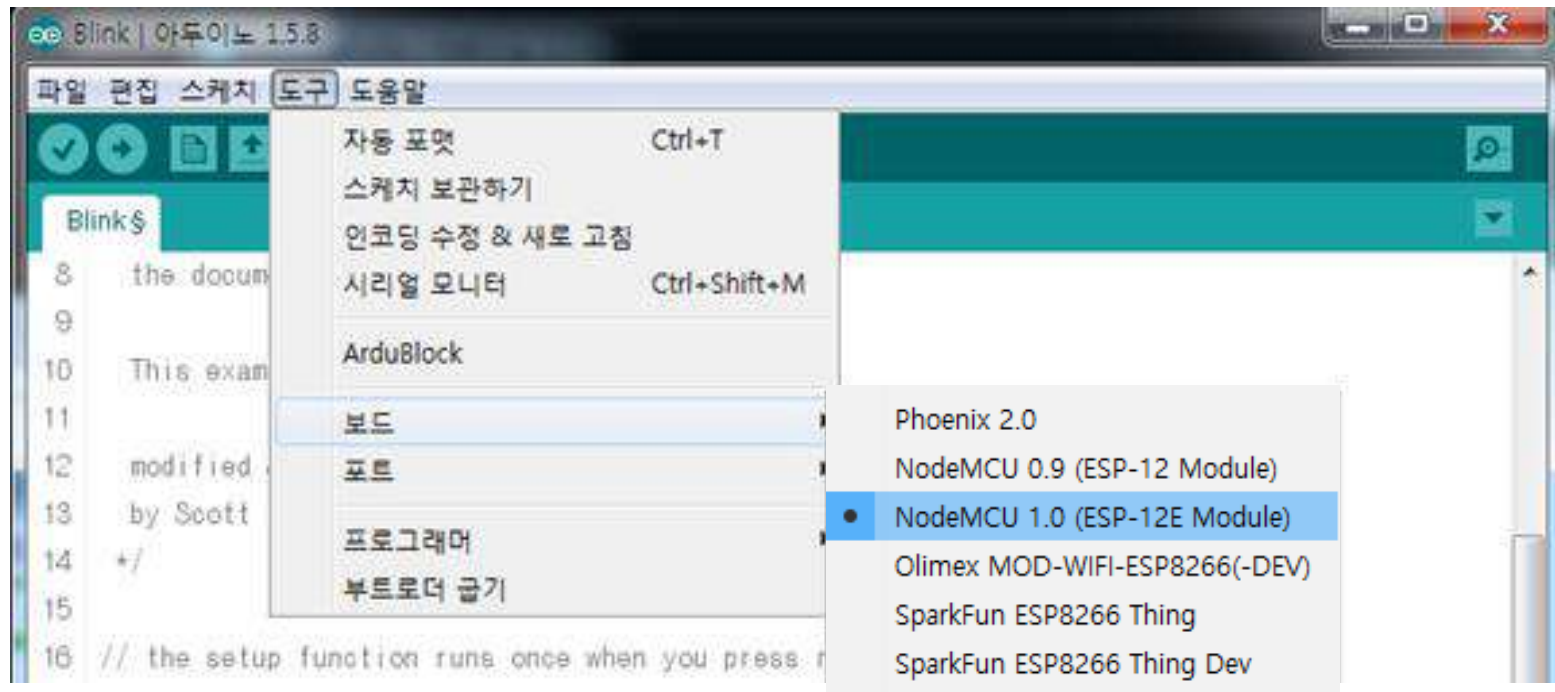 Blink | 아두이노 1.5.8
파일 편집 스케치 도구 도움말
자동 포맷 Ctrl+T
스케치 보관하기
인코딩 수정 & 새로 고침
시리얼 모니터 Ctrl+Shift+M
ArduBlock
보드
포트
프로그래머
부트로더 굽기
Phoenix 2.0
NodeMCU 0.9 (ESP-12 Module)
NodeMCU 1.0 (ESP-12E Module)
Olimex MOD-WIFI-ESP8266(-DEV)
SparkFun ESP8266 Thing
SparkFun ESP8266 Thing Dev
Blink§
8 the docum
9
10 This exam
11
12 modified
13 by Scott
14 */
15
16 // the setup function runs once when you press r